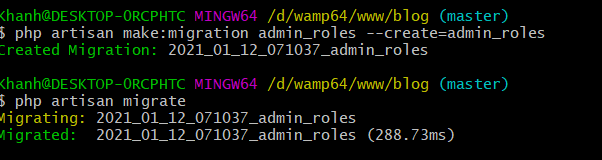 Khanh@DESKTOP-ORCPHTC MINGW64 /d/wamp64/www/blog (master)
$ php artisan make:migration admin_roles --create=admin_roles
Created Migration: 2021_01_12_071037_admin_roles
Khanh@DESKTOP-ORCPHTC MINGW64 /d/wamp64/www/blog (master)
$ php artisan migrate
Migrating: 2021_01_12_071037_admin_roles
Migrated:  2021_01_12_071037_admin_roles (288.73ms)